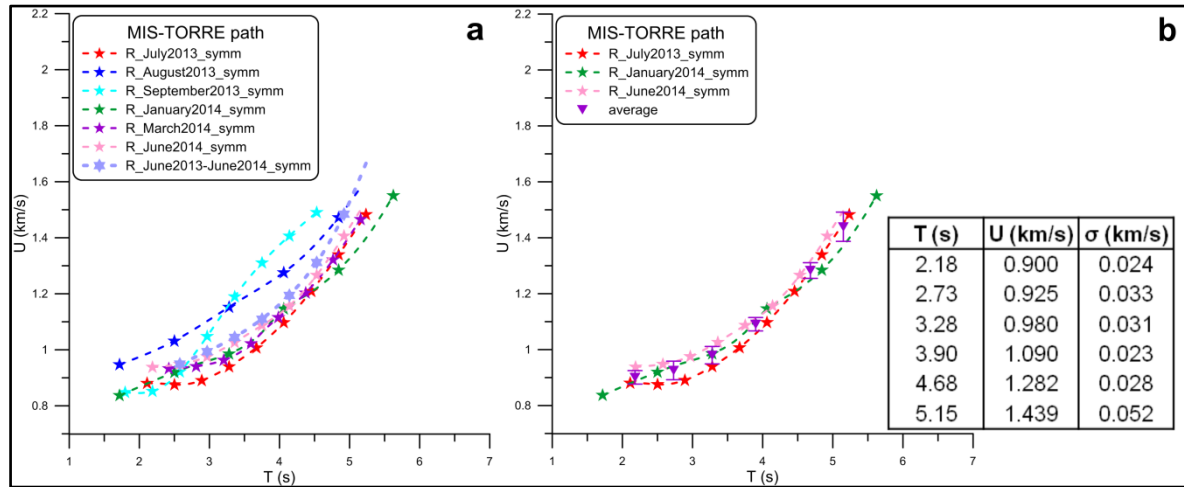 a
MIS-TORRE path
R_July2013_symm
R_August2013_symm
R_September2013_symm
R_January2014_symm
R_March2014_symm
R_June2014_symm
R_June2013-June2014_symm
2.2
2
1.8
1.6
1.4
1.2
1
0.8
U (km/s)
1 2 3 4 5 6 7
T (s)
b
MIS-TORRE path
R_July2013_symm
R_January2014_symm
R_June2014_symm
average
2.2
2
1.8
1.6
1.4
1.2
1
0.8
U (km/s)
1 2 3 4 5 6 7
T (s)
T (s) U (km/s) σ (km/s)
2.18 0.900 0.024
2.73 0.925 0.033
3.28 0.980 0.031
3.90 1.090 0.023
4.68 1.282 0.028
5.15 1.439 0.052